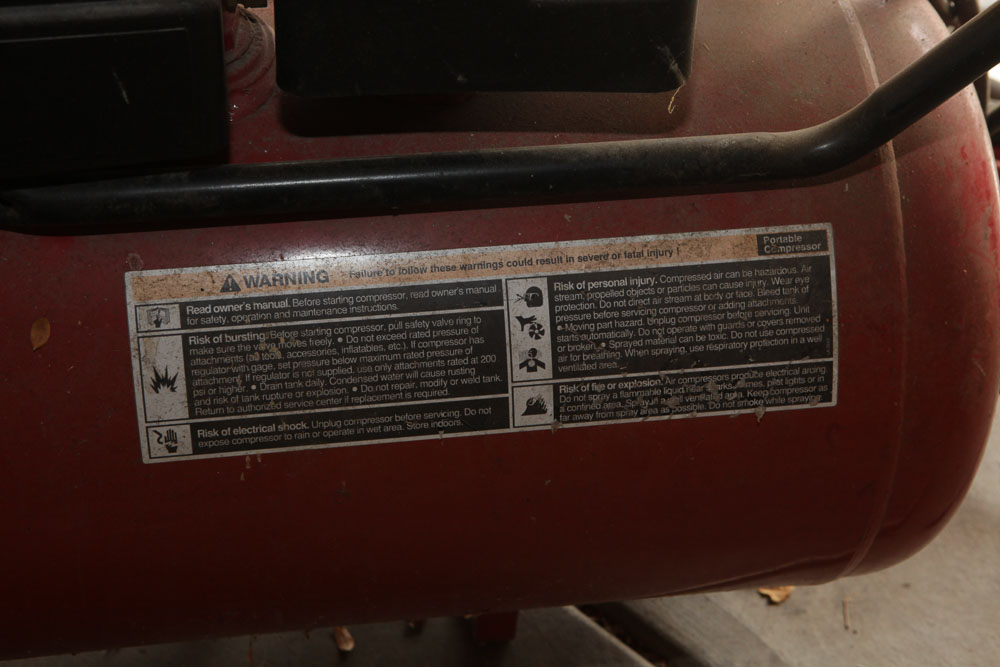 WARNING Failure to follow these warnings could result in severe or fatal injury !
Portable
Compressor
Read owner's manual. Before starting compressor, read owner's manual
for safety, operation and maintenance instructions.
Risk of bursting. Before starting compressor, pull safety valve ring to
make sure the valve moves freely. • Do not exceed rated pressure of
attachments (air tools, accessories, inflatables, etc.). If compressor has
regulator with gage, set pressure below maximum rated pressure of
attachment. If regulator is not supplied, use only attachments rated at 200
psi or higher. • Drain tank daily. Condensed water will cause rusting
and risk of tank rupture or explosion. • Do not repair, modify or weld tank.
Return to authorized service center if replacement is required.
Risk of electrical shock. Unplug compressor before servicing. Do not
expose compressor to rain or operate in wet area. Store indoors.
Risk of personal injury. Compressed air can be hazardous. Air
stream, propelled objects or particles can cause injury. Wear eye
protection. Do not direct air stream at body or face. Bleed tank of
pressure before servicing compressor or adding attachments.
• Moving part hazard. Unplug compressor before servicing. Unit
starts automatically. Do not operate with guards or covers removed
or broken. • Sprayed material can be toxic. Do not use compressed
air for breathing. When spraying, use respiratory protection in a well
ventilated area.
Risk of fire or explosion. Air compressors produce electrical arcing
Do not spray a flammable liquid near sparks, flames, pilot lights or in
a confined area. Spray in a well ventilated area. Keep compressor as
far away from spray area as possible. Do not smoke while spraying.